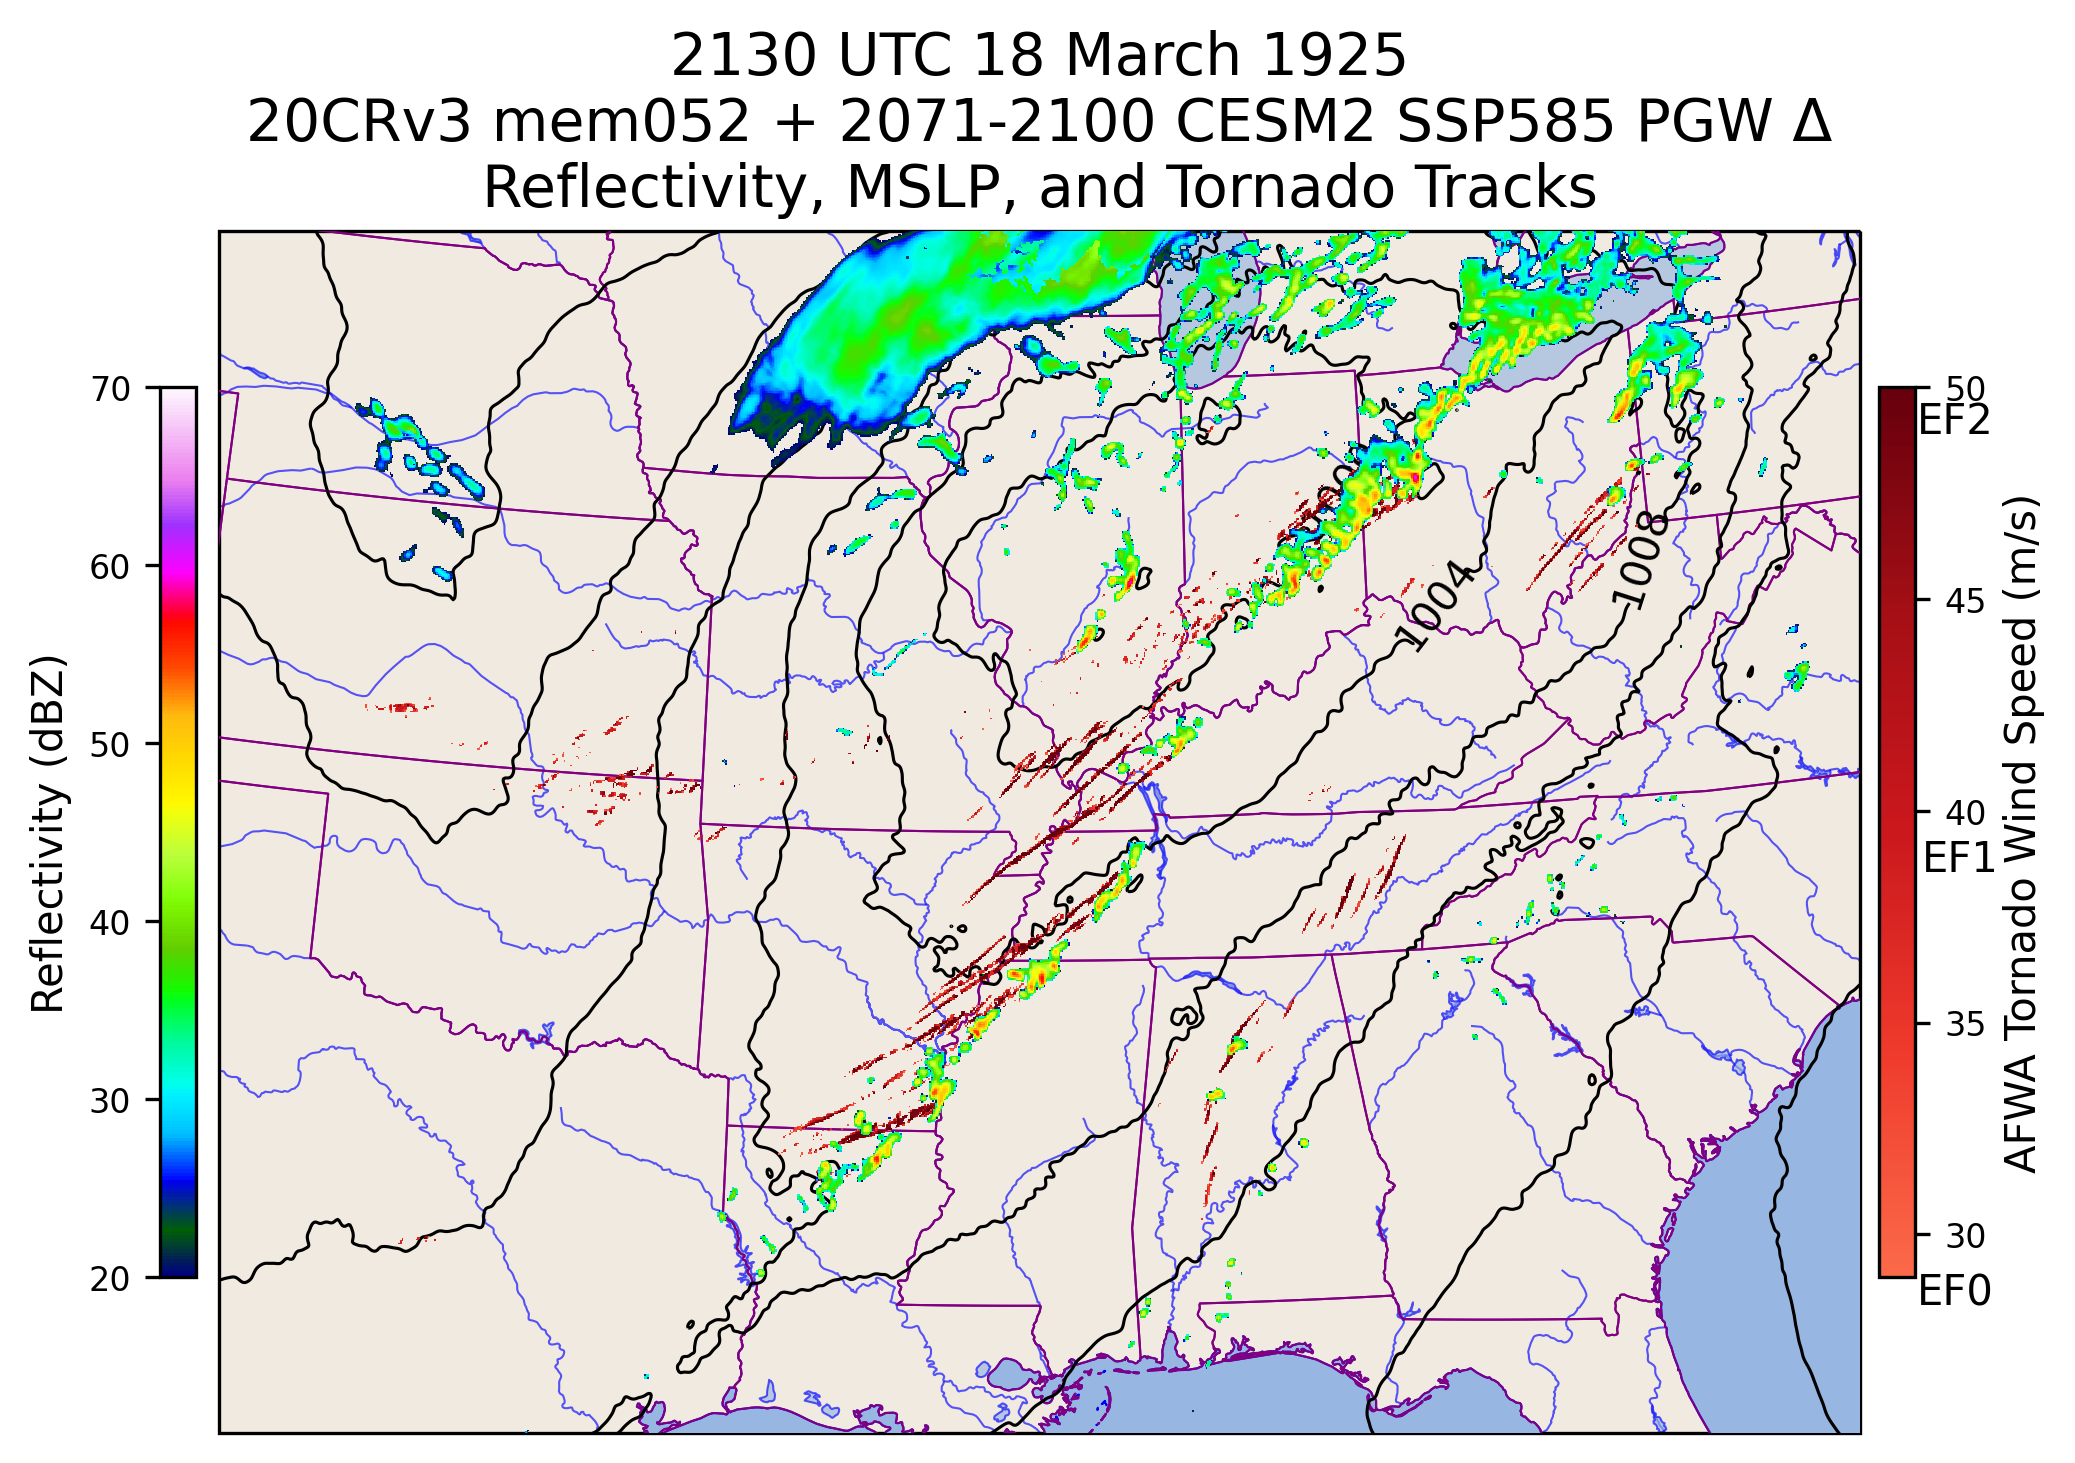 2130 UTC 18 March 1925
20CRv3 mem052 + 2071-2100 CESM2 SSP585 PGW Δ
Reflectivity, MSLP, and Tornado Tracks
70
60
50
40
30
20
Reflectivity (dBZ)
1004
1008
50
EF2
45
40
EF1
35
30
EF0
AFWA Tornado Wind Speed (m/s)